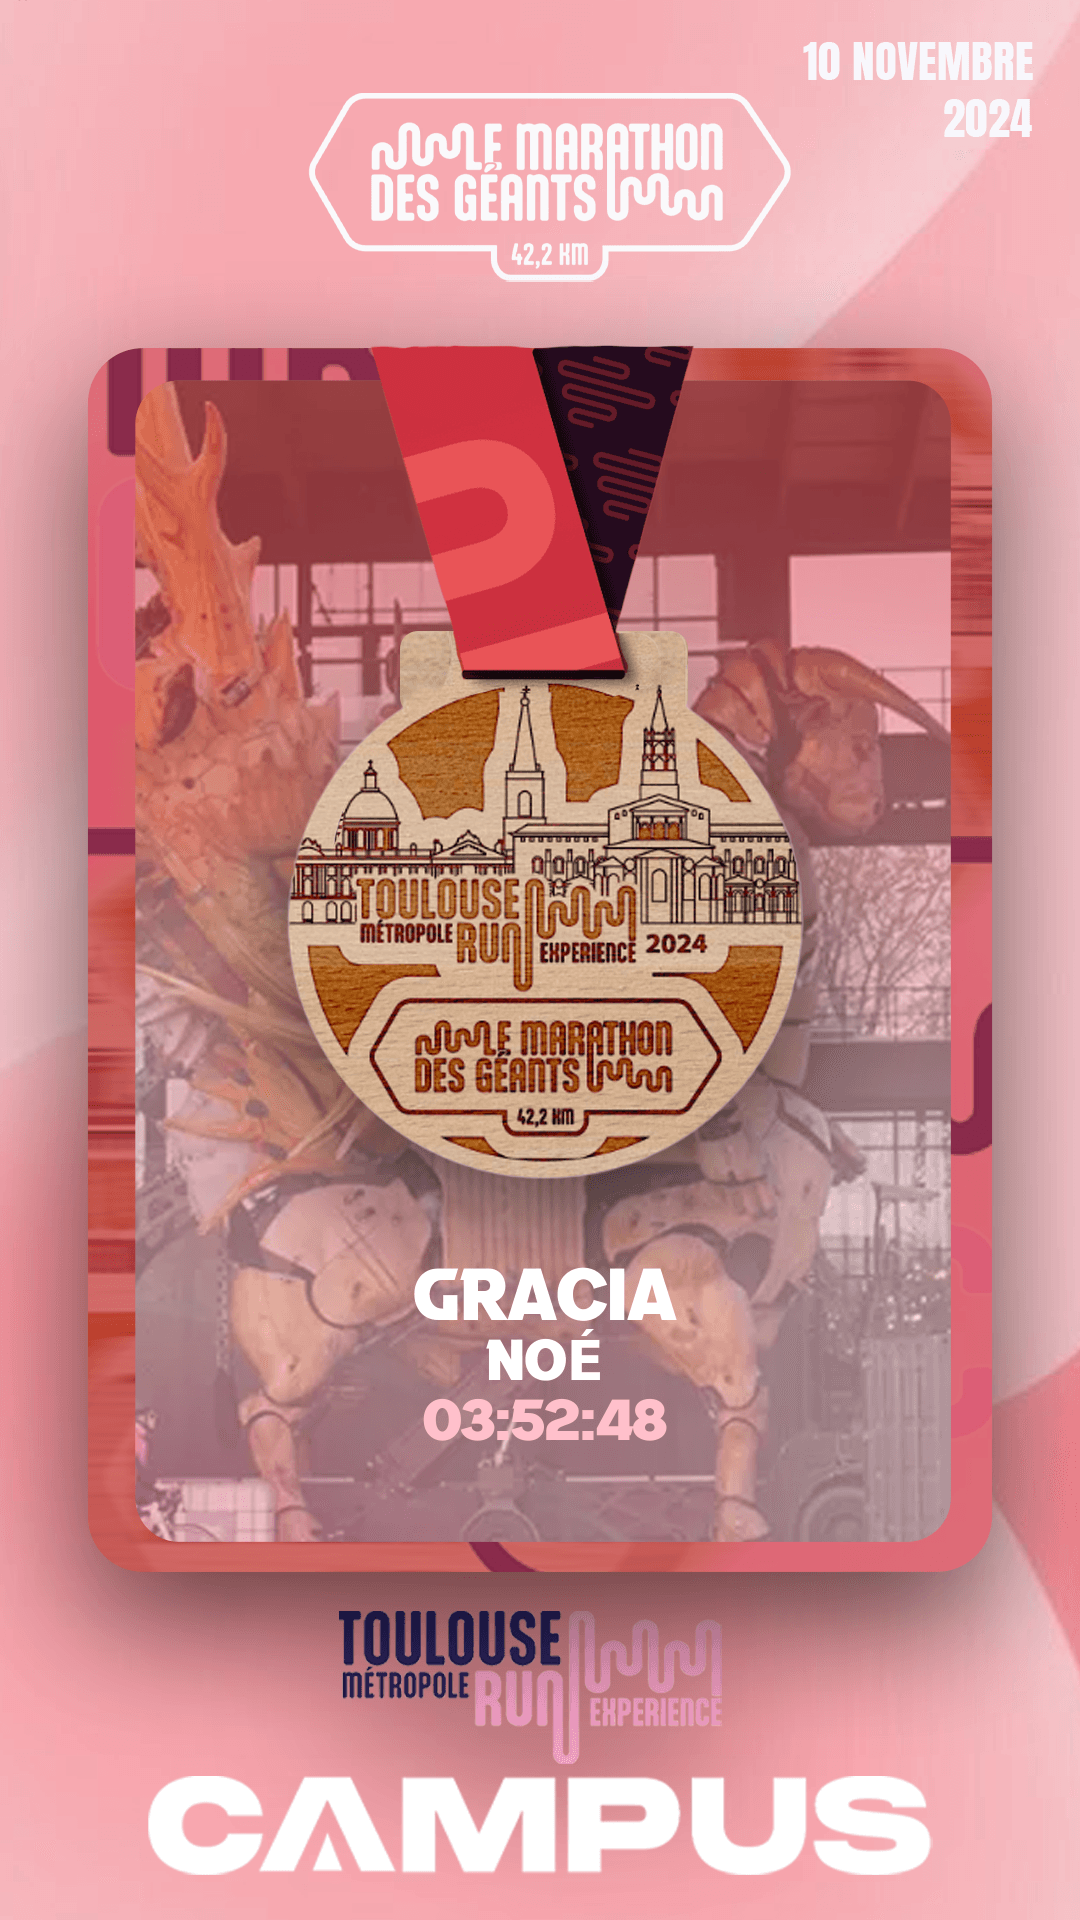 10 NOVEMBRE
2024
LE MARATHON
DES GÉANTS
42,2 KM
TOULOUSE
MÉTROPOLE RUN EXPERIENCE 2024
LE MARATHON
DES GÉANTS
42,2 KM
GRACIA
NOÉ
03:52:48
TOULOUSE
MÉTROPOLE RUN EXPERIENCE
CAMPUS